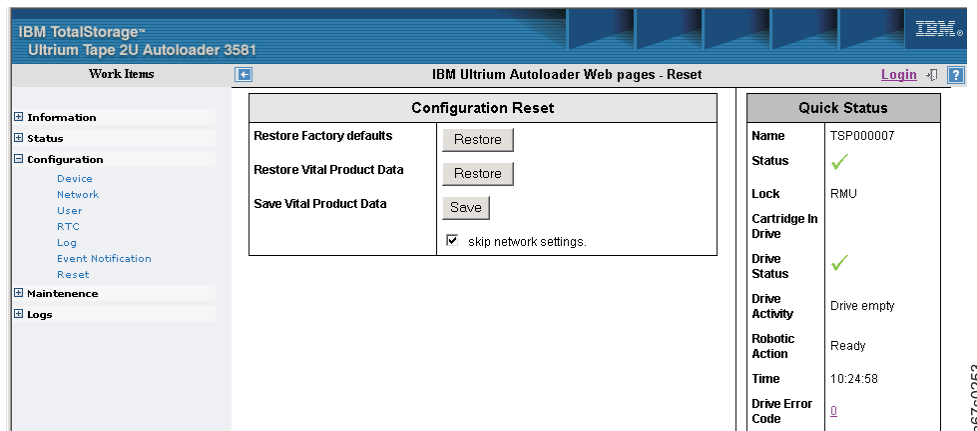 IBM TotalStorage™
Ultrium Tape 2U Autoloader 3581
IBM®
Work Items
IBM Ultrium Autoloader Web pages - Reset
Login
?
Information
Status
Configuration
Device
Network
User
RTC
Log
Event Notification
Reset
Maintenence
Logs
Configuration Reset
Restore Factory defaults Restore
Restore Vital Product Data Restore
Save Vital Product Data Save
skip network settings.
Quick Status
Name TSP000007
Status
Lock RMU
Cartridge In
Drive
Drive
Status
Drive
Activity Drive empty
Robotic
Action Ready
Time 10:24:58
Drive Error
Code 0